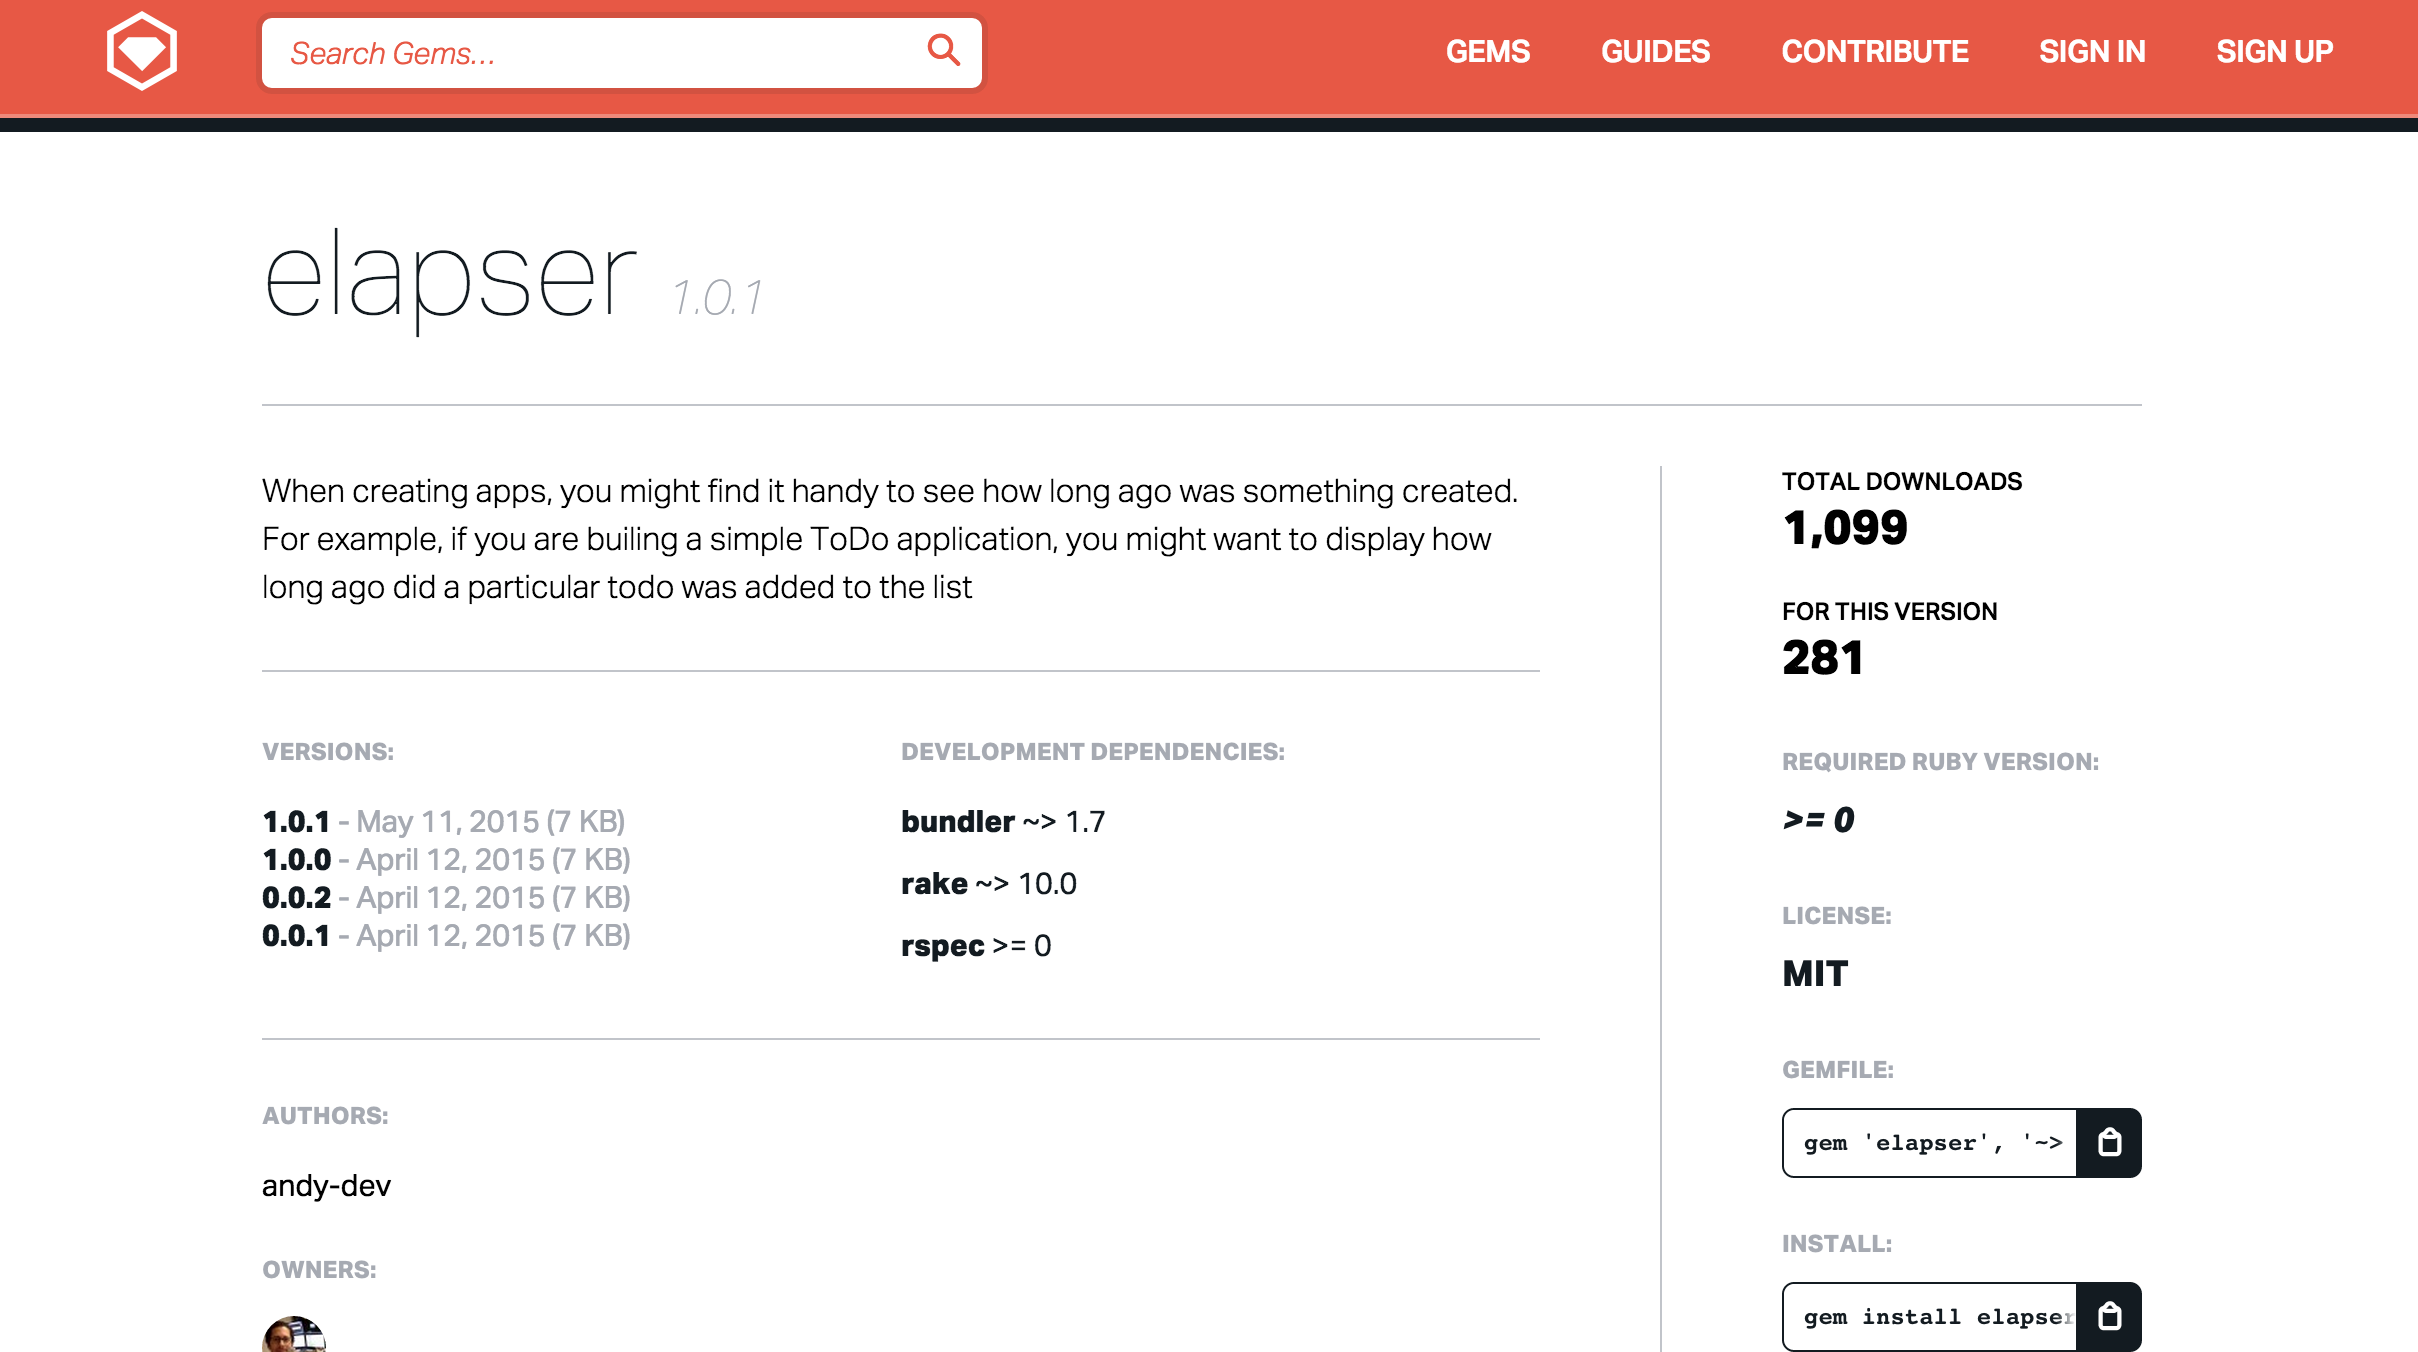 Search Gems...
GEMS
GUIDES
CONTRIBUTE
SIGN IN
SIGN UP
elapser 1.0.1
When creating apps, you might find it handy to see how long ago was something created.
For example, if you are builing a simple ToDo application, you might want to display how
long ago did a particular todo was added to the list
VERSIONS:
1.0.1 - May 11, 2015 (7 KB)
1.0.0 - April 12, 2015 (7 KB)
0.0.2 - April 12, 2015 (7 KB)
0.0.1 - April 12, 2015 (7 KB)
DEVELOPMENT DEPENDENCIES:
bundler ~> 1.7
rake ~> 10.0
rspec >= 0
AUTHORS:
andy-dev
OWNERS:
TOTAL DOWNLOADS
1,099
FOR THIS VERSION
281
REQUIRED RUBY VERSION:
>= 0
LICENSE:
MIT
GEMFILE:
gem 'elapser', '~>
INSTALL:
gem install elapser